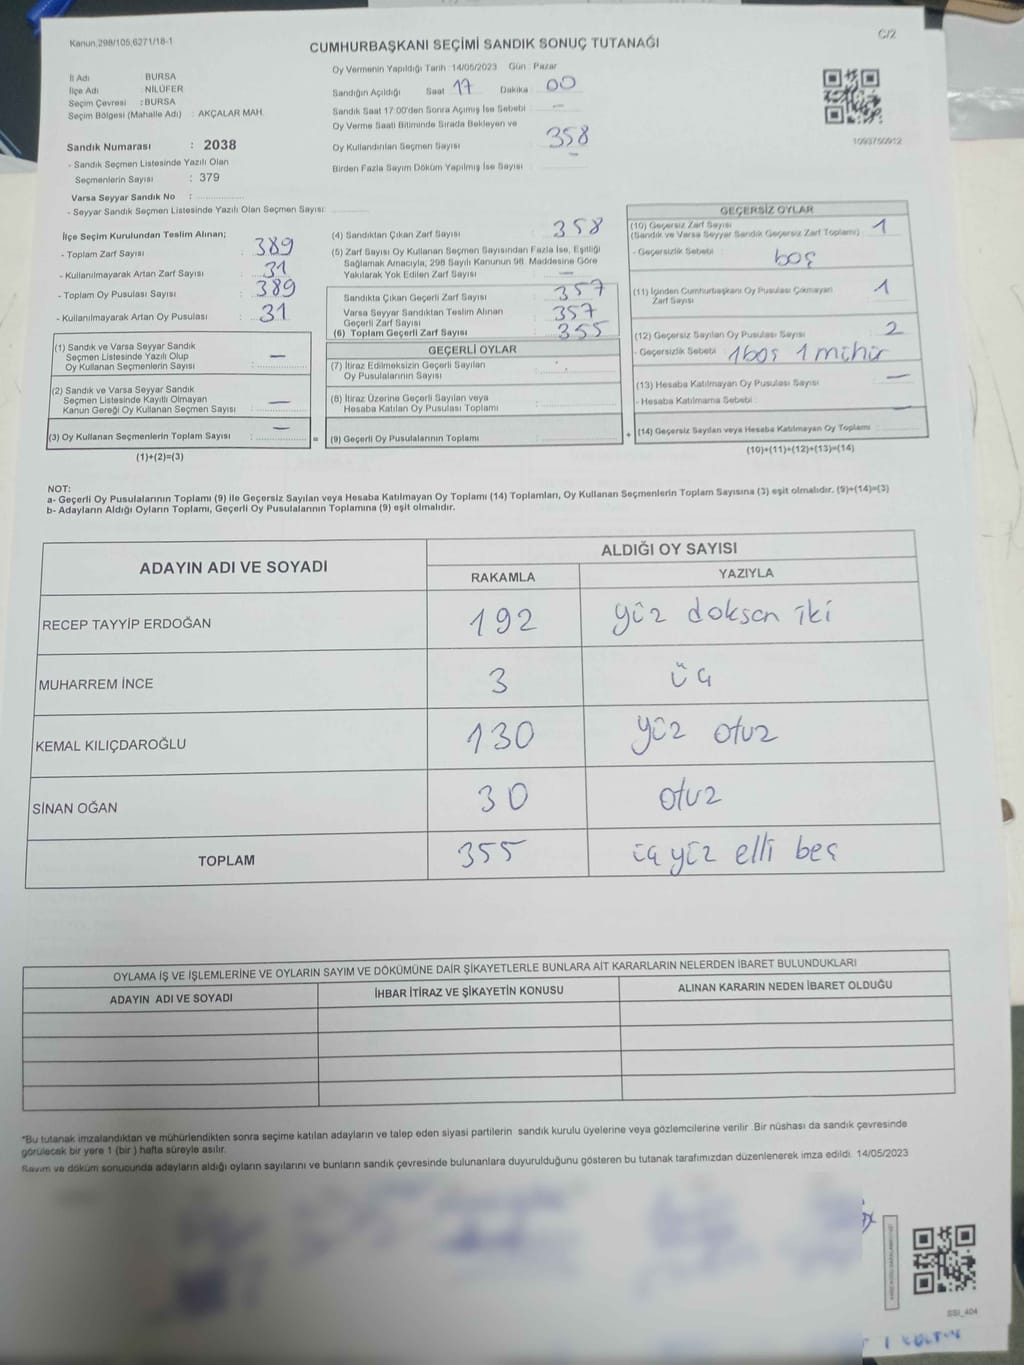 Kanun,298/105,6271/18-1
C/2
CUMHURBAŞKANI SEÇİMİ SANDIK SONUÇ TUTANAĞI
İl Adı : BURSA
İlçe Adı : NİLÜFER
Seçim Çevresi : BURSA
Seçim Bölgesi (Mahalle Adı) : AKÇALAR MAH.
Sandık Numarası : 2038
- Sandık Seçmen Listesinde Yazılı Olan
Seçmenlerin Sayısı : 379
Varsa Seyyar Sandık No :
- Seyyar Sandık Seçmen Listesinde Yazılı Olan Seçmen Sayısı:
Oy Vermenin Yapıldığı Tarih :14/05/2023 Gün : Pazar
Sandığın Açıldığı Saat 17 Dakika : 00
Sandık Saat 17:00'den Sonra Açımış İse Sebebi : —
Oy Verme Saati Bitiminde Sırada Bekleyen ve
Oy Kullandırılan Seçmen Sayısı : 358
Birden Fazla Sayım Döküm Yapılmış İse Sayısı : —
1093750912
İlçe Seçim Kurulundan Teslim Alınan;
- Toplam Zarf Sayısı : 389
- Kullanılmayarak Artan Zarf Sayısı : 31
- Toplam Oy Pusulası Sayısı : 389
- Kullanılmayarak Artan Oy Pusulası : 31
(1) Sandık ve Varsa Seyyar Sandık
Seçmen Listesinde Yazılı Olup
Oy Kullanan Seçmenlerin Sayısı : —
(2) Sandık ve Varsa Seyyar Sandık
Seçmen Listesinde Kayıtlı Olmayan
Kanun Gereği Oy Kullanan Seçmen Sayısı : —
(3) Oy Kullanan Seçmenlerin Toplam Sayısı : —
(1)+(2)=(3)
(4) Sandıktan Çıkan Zarf Sayısı : 358
(5) Zarf Sayısı Oy Kullanan Seçmen Sayısından Fazla İse, Eşitliği
Sağlamak Amacıyla, 298 Sayılı Kanunun 98. Maddesine Göre
Yakılarak Yok Edilen Zarf Sayısı : —
Sandıkta Çıkan Geçerli Zarf Sayısı : 357
Varsa Seyyar Sandıktan Teslim Alınan
Geçerli Zarf Sayısı : 357
(6) Toplam Geçerli Zarf Sayısı : 355
GEÇERLİ OYLAR
(7) İtiraz Edilmeksizin Geçerli Sayılan
Oy Pusulalarının Sayısı :
(8) İtiraz Üzerine Geçerli Sayılan veya
Hesaba Katılan Oy Pusulası Toplamı :
= (9) Geçerli Oy Pusulalarının Toplamı :
GEÇERSİZ OYLAR
(10) Geçersiz Zarf Sayısı
(Sandık ve Varsa Seyyar Sandık Geçersiz Zarf Toplamı) : 1
- Geçersizlik Sebebi : boş
(11) İçinden Cumhurbaşkanı Oy Pusulası Çıkmayan
Zarf Sayısı : 1
(12) Geçersiz Sayılan Oy Pusulası Sayısı : 2
- Geçersizlik Sebebi : 1 boş 1 mühür
(13) Hesaba Katılmayan Oy Pusulası Sayısı : —
- Hesaba Katılmama Sebebi :
+ (14) Geçersiz Sayılan veya Hesaba Katılmayan Oy Toplamı : —
(10)+(11)+(12)+(13)=(14)
NOT:
a- Geçerli Oy Pusulalarının Toplamı (9) ile Geçersiz Sayılan veya Hesaba Katılmayan Oy Toplamı (14) Toplamları, Oy Kullanan Seçmenlerin Toplam Sayısına (3) eşit olmalıdır. (9)+(14)=(3)
b- Adayların Aldığı Oyların Toplamı, Geçerli Oy Pusulalarının Toplamına (9) eşit olmalıdır.
ADAYIN ADI VE SOYADI ALDIĞI OY SAYISI
RAKAMLA YAZIYLA
RECEP TAYYİP ERDOĞAN 192 yüz doksan iki
MUHARREM İNCE 3 üç
KEMAL KILIÇDAROĞLU 130 yüz otuz
SİNAN OĞAN 30 otuz
TOPLAM 355 üç yüz elli beş
OYLAMA İŞ VE İŞLEMLERİNE VE OYLARIN SAYIM VE DÖKÜMÜNE DAİR ŞİKAYETLERLE BUNLARA AİT KARARLARIN NELERDEN İBARET BULUNDUKLARI
ADAYIN ADI VE SOYADI İHBAR İTİRAZ VE ŞİKAYETİN KONUSU ALINAN KARARIN NEDEN İBARET OLDUĞU
*Bu tutanak imzalandıktan ve mühürlendikten sonra seçime katılan adayların ve talep eden siyasi partilerin sandık kurulu üyelerine veya gözlemcilerine verilir .Bir nüshası da sandık çevresinde
görülecek bir yere 1 (bir ) hafta süreyle asılır.
Sayım ve döküm sonucunda adayların aldığı oyların sayılarını ve bunların sandık çevresinde bulunanlara duyurulduğunu gösteren bu tutanak tarafımızdan düzenlenerek imza edildi. 14/05/2023
SSI_404